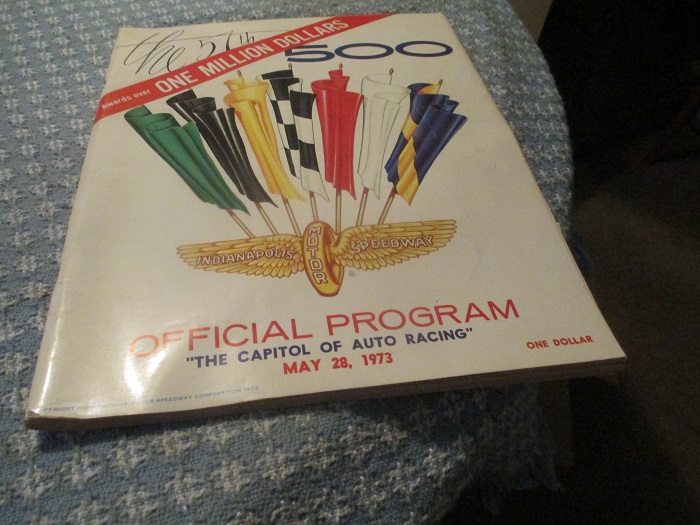 the 57th
500
Awards over ONE MILLION DOLLARS
INDIANAPOLIS MOTOR SPEEDWAY
®
OFFICIAL PROGRAM
"THE CAPITOL OF AUTO RACING"
MAY 28, 1973
ONE DOLLAR
SPEEDWAY CORPORATION 1973